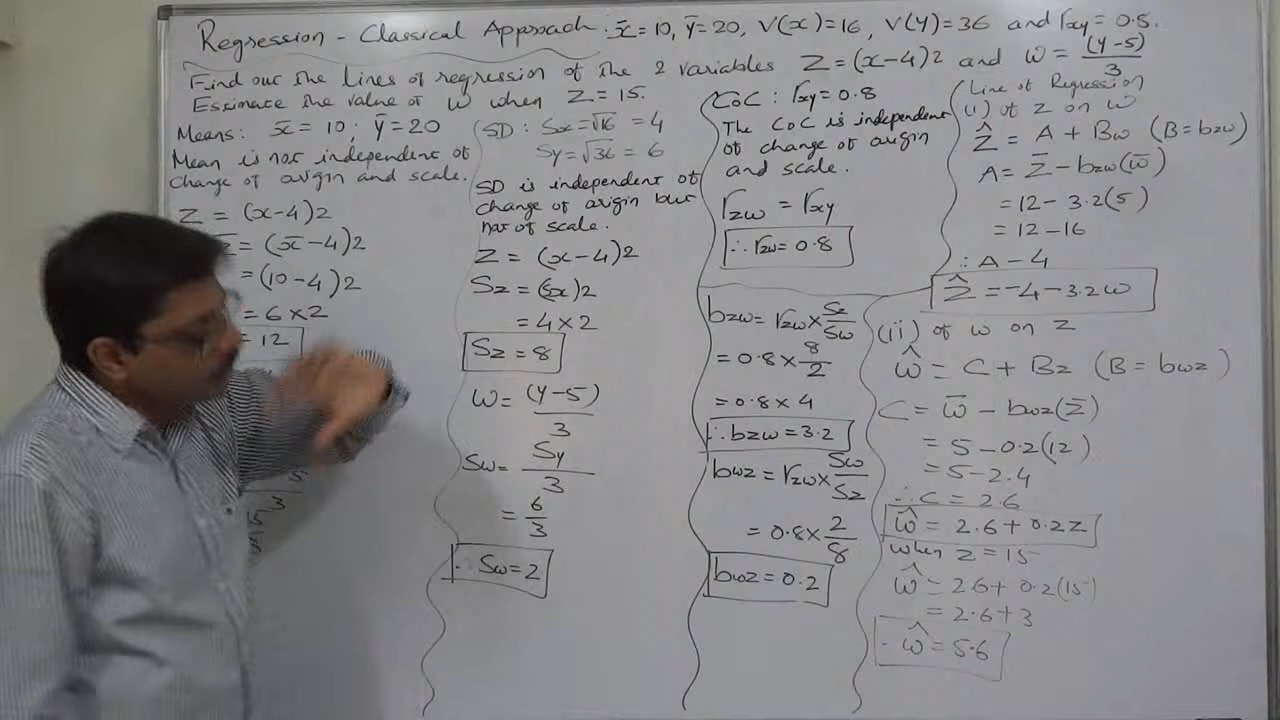 Regression - Classical Approach : x̄=10, ȳ=20, V(x)=16, V(y)=36 and rxy=0.5.
Find out the lines of regression of the 2 variables Z = (x-4)2 and w = (y-5)/3
Estimate the value of w when Z = 15.
Means: x̄ = 10 ; ȳ = 20
Mean is not independent of
change of origin and scale.
Z = (x-4)2
= (x̄-4)2
= (10-4)2
= 6 x 2
= 12
5
3
15
SD : Sx = √16 = 4
Sy = √36 = 6
SD is independent of
change of origin but
not of scale.
Z = (x-4)2
Sz = (Sx)2
= 4 x 2
Sz = 8
w = (y-5)/3
Sw = Sy/3
= 6/3
Sw = 2
COC : rxy = 0.8
The COC is independent
of change of origin
and scale.
rzw = rxy
∴ rzw = 0.8
bzw = rzw x Sz/Sw
= 0.8 x 8/2
= 0.8 x 4
∴ bzw = 3.2
bwz = rzw x Sw/Sz
= 0.8 x 2/8
bwz = 0.2
Line of Regression
(i) of Z on w
Ẑ = A + Bw (B = bzw)
A = Z̄ - bzw(w̄)
= 12 - 3.2(5)
= 12 - 16
∴ A - 4
Ẑ = -4 - 3.2w
(ii) of w on Z
ŵ = C + Bz (B = bwz)
C = w̄ - bwz(Z̄)
= 5 - 0.2(12)
= 5 - 2.4
∴ C = 2.6
ŵ = 2.6 + 0.2z
when Z = 15
ŵ = 2.6 + 0.2(15)
= 2.6 + 3
∴ ŵ = 5.6